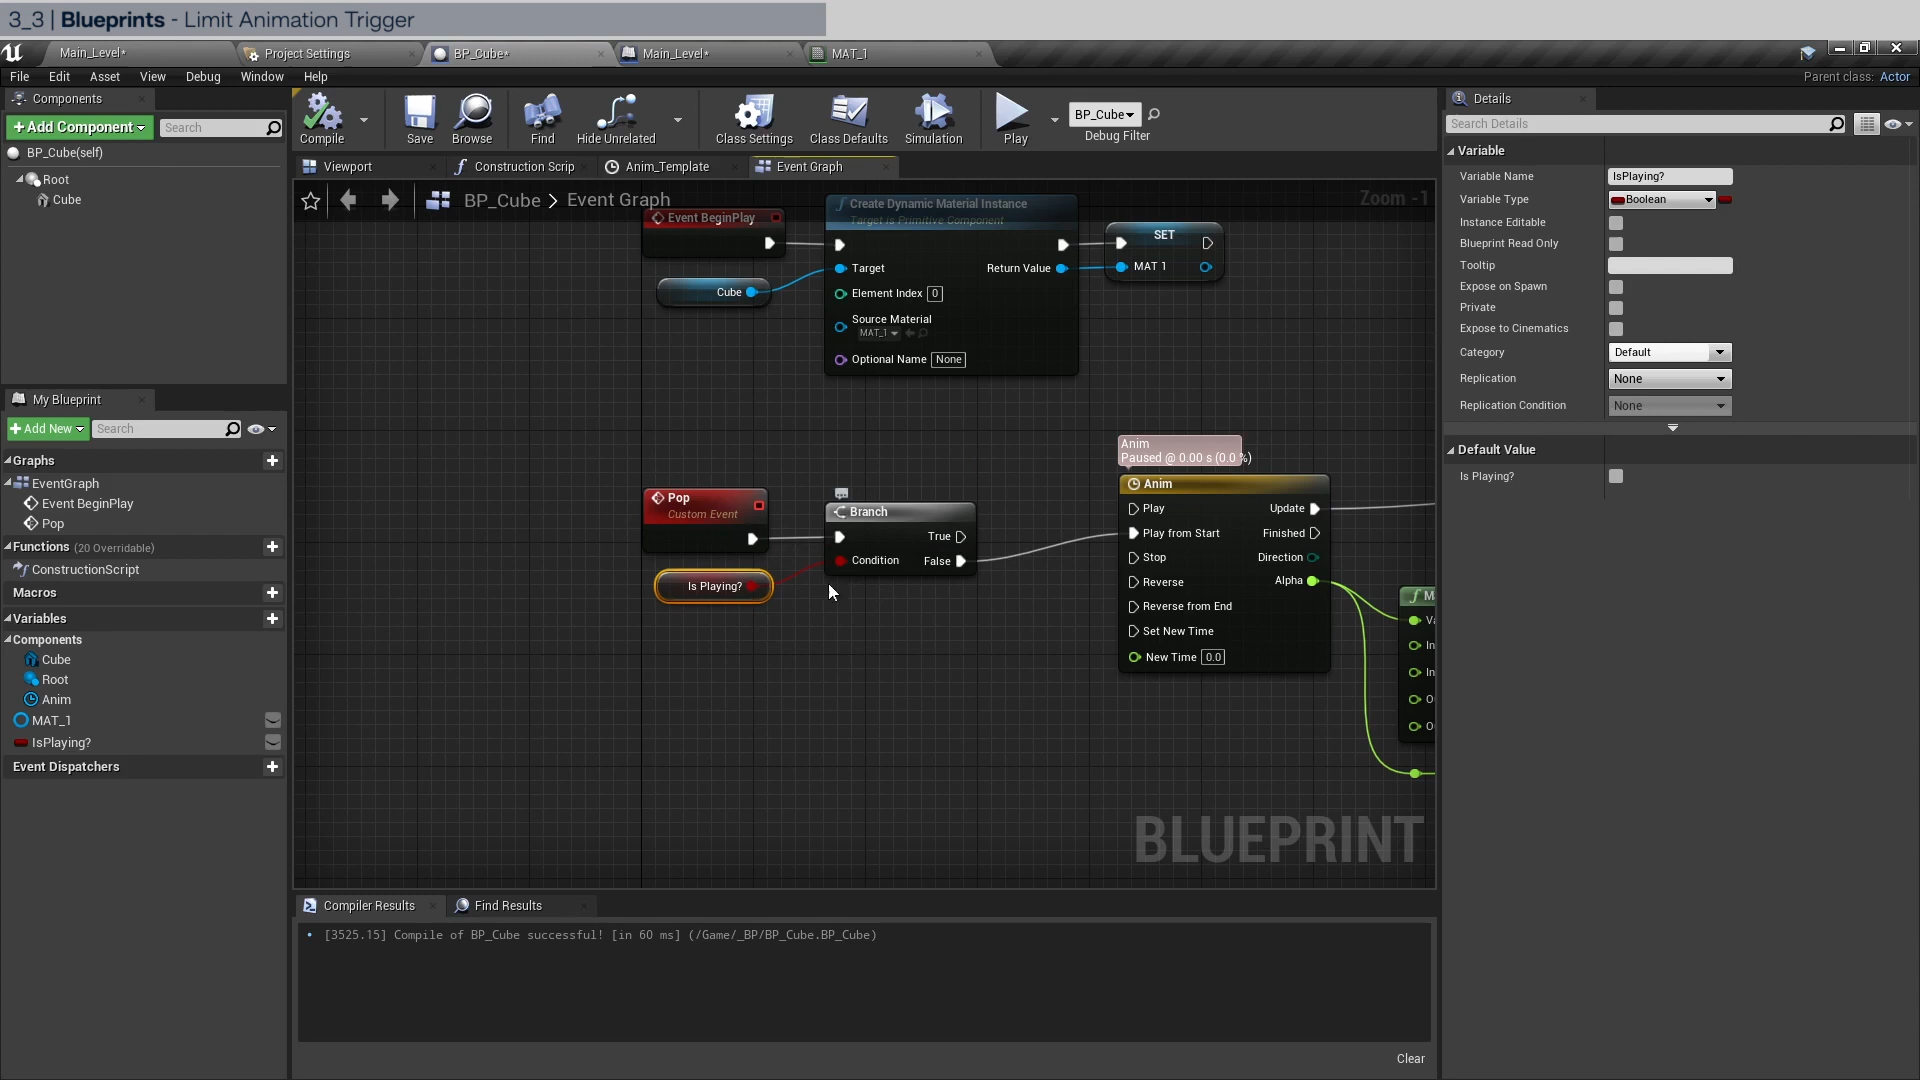 3_3 | Blueprints - Limit Animation Trigger
Main_Level*
Project Settings
BP_Cube*
Main_Level*
MAT_1
File
Edit
Asset
View
Debug
Window
Help
Parent class: Actor
Components
Add Component
Search
BP_Cube(self)
Root
Cube
My Blueprint
Add New
Search
Graphs
EventGraph
Event BeginPlay
Pop
Functions (20 Overridable)
ConstructionScript
Macros
Variables
Components
Cube
Root
Anim
MAT_1
IsPlaying?
Event Dispatchers
Compile
Save
Browse
Find
Hide Unrelated
Class Settings
Class Defaults
Simulation
Play
BP_Cube
Debug Filter
Viewport
Construction Scrip
Anim_Template
Event Graph
BP_Cube > Event Graph
Zoom -1
Event BeginPlay
Cube
Create Dynamic Material Instance
Target is Primitive Component
Target
Return Value
Element Index 0
Source Material
MAT_1
Optional Name None
SET
MAT 1
Pop
Custom Event
Is Playing?
Branch
True
Condition
False
Anim
Paused @ 0.00 s (0.0 %)
Anim
Play
Update
Play from Start
Finished
Stop
Direction
Reverse
Alpha
Reverse from End
Set New Time
New Time 0.0
M
Va
In
In
O
O
BLUEPRINT
Compiler Results
Find Results
[3525.15] Compile of BP_Cube successful! [in 60 ms] (/Game/_BP/BP_Cube.BP_Cube)
Clear
Details
Search Details
Variable
Variable Name
IsPlaying?
Variable Type
Boolean
Instance Editable
Blueprint Read Only
Tooltip
Expose on Spawn
Private
Expose to Cinematics
Category
Default
Replication
None
Replication Condition
None
Default Value
Is Playing?